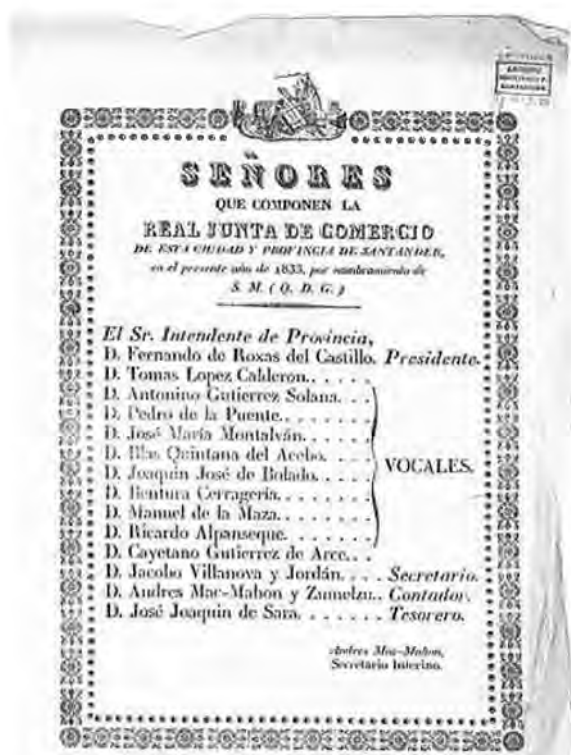 SEÑORES
QUE COMPONEN LA
REAL JUNTA DE COMERCIO
DE ESTA CIUDAD Y PROVINCIA DE SANTANDER,
en el presente año de 1833, por nombramiento de
S. M. ( Q. D. G. )
El Sr. Intendente de Provincia,
D. Fernando de Roxas del Castillo. Presidente.
D. Tomas Lopez Calderon. . . . . .
D. Antonino Gutierrez Solana. . .
D. Pedro de la Puente. . . . . . .
D. José María Montalván. . . . .
D. Blas Quintana del Acebo. . . .
D. Joaquin José de Bolado. . . . . VOCALES.
D. Bentura Cerragería. . . . . . .
D. Manuel de la Maza. . . . . . . .
D. Ricardo Alpanseque. . . . . . .
D. Cayetano Gutierrez de Arce. . .
D. Jacobo Villanova y Jordán. . . . Secretario.
D. Andres Mac-Mahon y Zumelzu. . Contador.
D. José Joaquin de Sara. . . . . . . Tesorero.
Andres Mac-Mahon,
Secretario Interino.